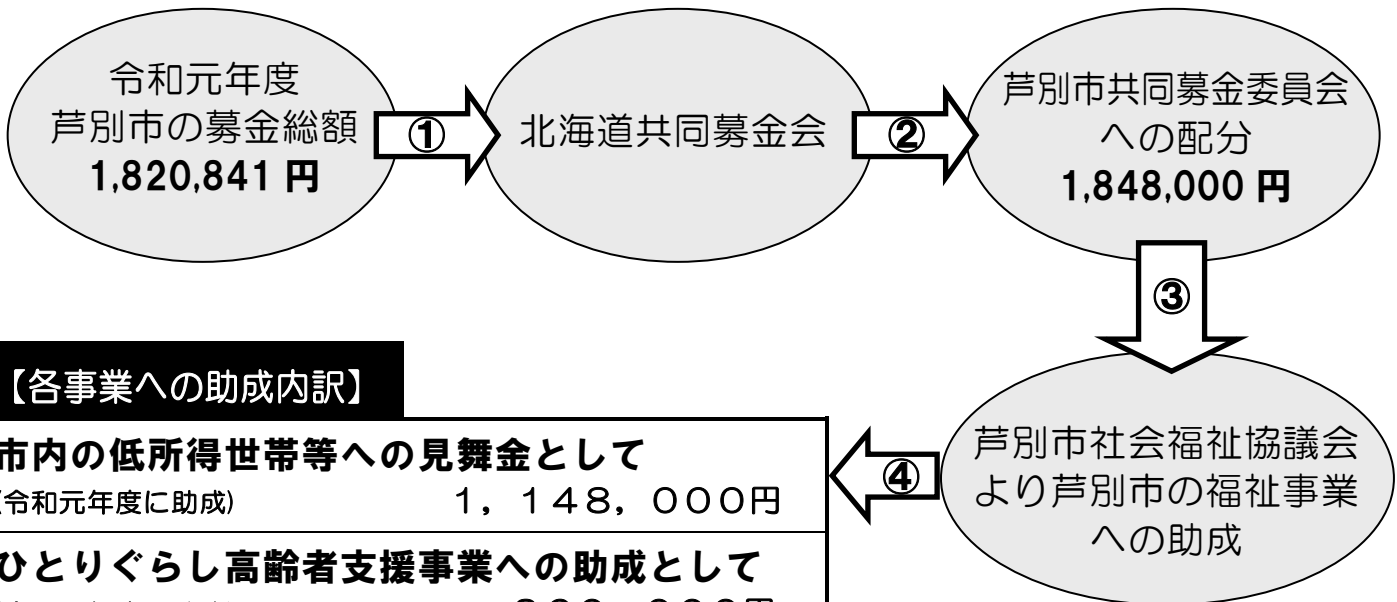 令和元年度
芦別市の募金総額
1,820,841 円
①
北海道共同募金会
②
芦別市共同募金委員会
への配分
1,848,000 円
③
芦別市社会福祉協議会
より芦別市の福祉事業
への助成
④
【各事業への助成内訳】
市内の低所得世帯等への見舞金として
(令和元年度に助成) 1，148，000円
ひとりぐらし高齢者支援事業への助成として